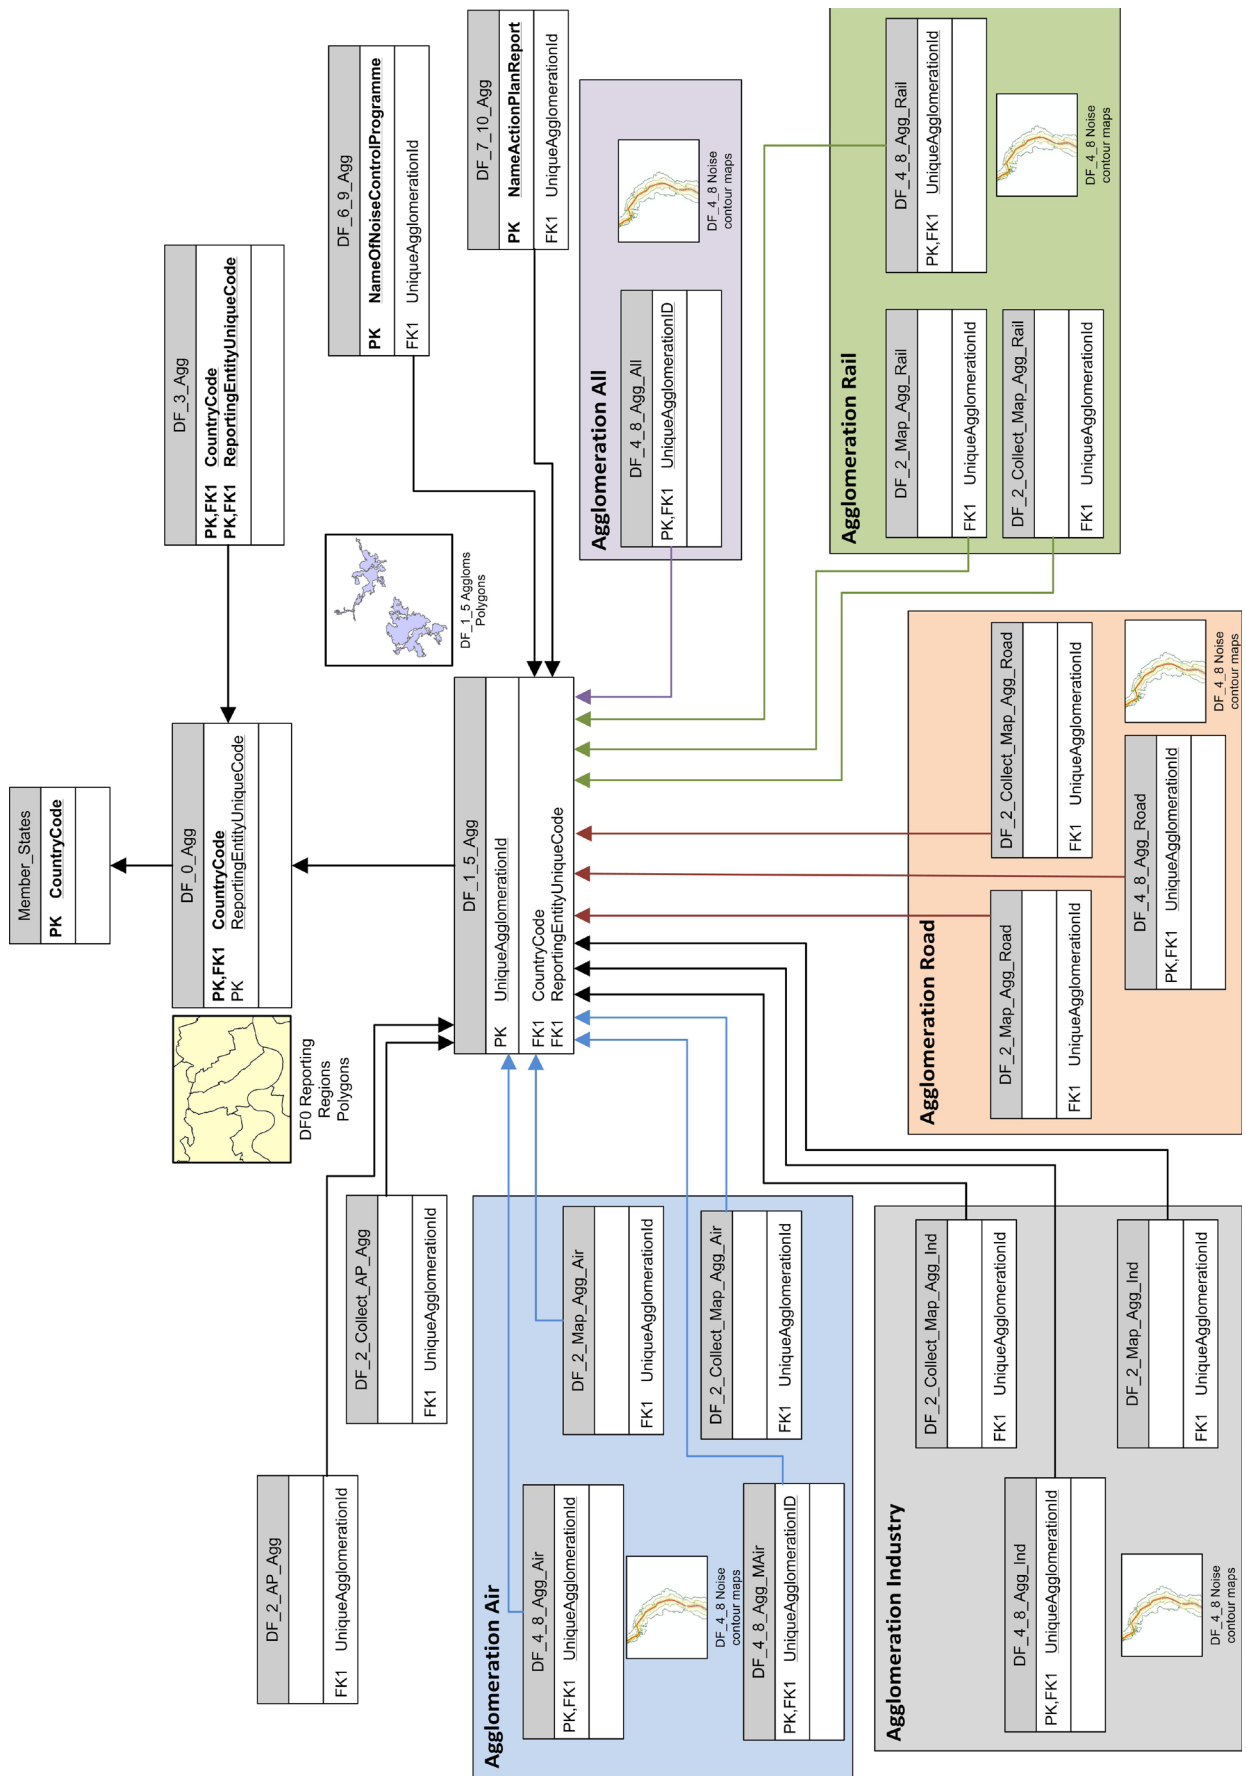 Member_States
PK CountryCode
DF_0_Agg
PK,FK1 CountryCode
PK ReportingEntityUniqueCode
DF0 Reporting
Regions
Polygons
DF_3_Agg
PK,FK1 CountryCode
PK,FK1 ReportingEntityUniqueCode
DF_2_AP_Agg
FK1 UniqueAgglomerationId
DF_2_Collect_AP_Agg
FK1 UniqueAgglomerationId
DF_6_9_Agg
PK NameOfNoiseControlProgramme
FK1 UniqueAgglomerationId
DF_1_5 Aggloms
Polygons
DF_1_5_Agg
PK UniqueAgglomerationId
FK1 CountryCode
FK1 ReportingEntityUniqueCode
DF_7_10_Agg
PK NameActionPlanReport
FK1 UniqueAgglomerationId
Agglomeration Air
DF_4_8_Agg_Air
PK,FK1 UniqueAgglomerationId
DF_2_Map_Agg_Air
FK1 UniqueAgglomerationId
DF_4_8 Noise
contour maps
DF_4_8_Agg_MAir
PK,FK1 UniqueAgglomerationID
DF_2_Collect_Map_Agg_Air
FK1 UniqueAgglomerationId
Agglomeration All
DF_4_8_Agg_All
PK,FK1 UniqueAgglomerationID
DF_4_8 Noise
contour maps
Agglomeration Rail
DF_2_Map_Agg_Rail
FK1 UniqueAgglomerationId
DF_4_8_Agg_Rail
PK,FK1 UniqueAgglomerationId
DF_2_Collect_Map_Agg_Rail
FK1 UniqueAgglomerationId
DF_4_8 Noise
contour maps
Agglomeration Industry
DF_2_Collect_Map_Agg_Ind
FK1 UniqueAgglomerationId
DF_4_8_Agg_Ind
PK,FK1 UniqueAgglomerationId
DF_2_Map_Agg_Ind
FK1 UniqueAgglomerationId
DF_4_8 Noise
contour maps
Agglomeration Road
DF_2_Map_Agg_Road
FK1 UniqueAgglomerationId
DF_2_Collect_Map_Agg_Road
FK1 UniqueAgglomerationId
DF_4_8_Agg_Road
PK,FK1 UniqueAgglomerationId
DF_4_8 Noise
contour maps